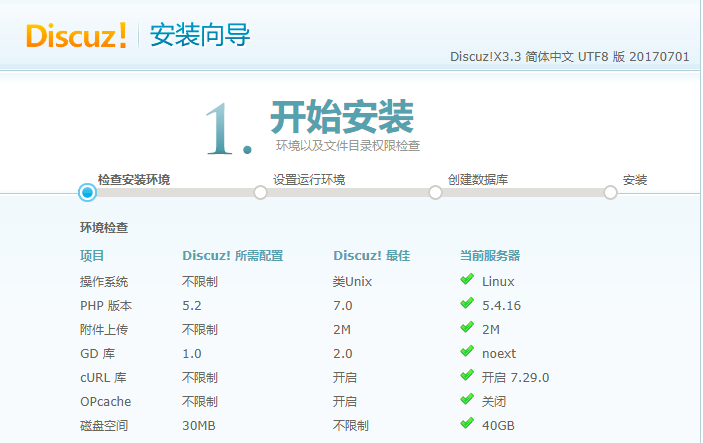 Discuz! 安装向导
Discuz!X3.3 简体中文 UTF8 版 20170701
1. 开始安装
环境以及文件目录权限检查
检查安装环境 设置运行环境 创建数据库 安装
环境检查
项目 Discuz! 所需配置 Discuz! 最佳 当前服务器
操作系统 不限制 类Unix Linux
PHP 版本 5.2 7.0 5.4.16
附件上传 不限制 2M 2M
GD 库 1.0 2.0 noext
cURL 库 不限制 开启 开启 7.29.0
OPcache 不限制 开启 关闭
磁盘空间 30MB 不限制 40GB